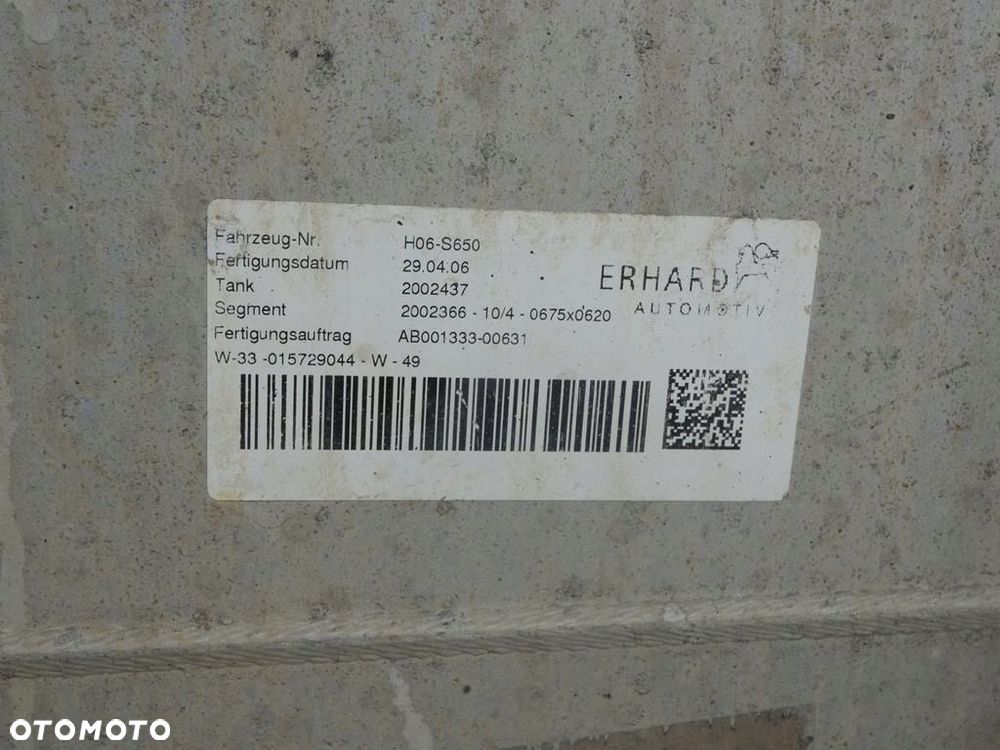 Fahrzeug-Nr. H06-S650
Fertigungsdatum 29.04.06
Tank 2002437
Segment 2002366 - 10/4 - 0675x0620
Fertigungsauftrag AB001333-00631
W-33 -015729044 - W - 49
ERHARD
AUTOMOTIV
OTOMOTO